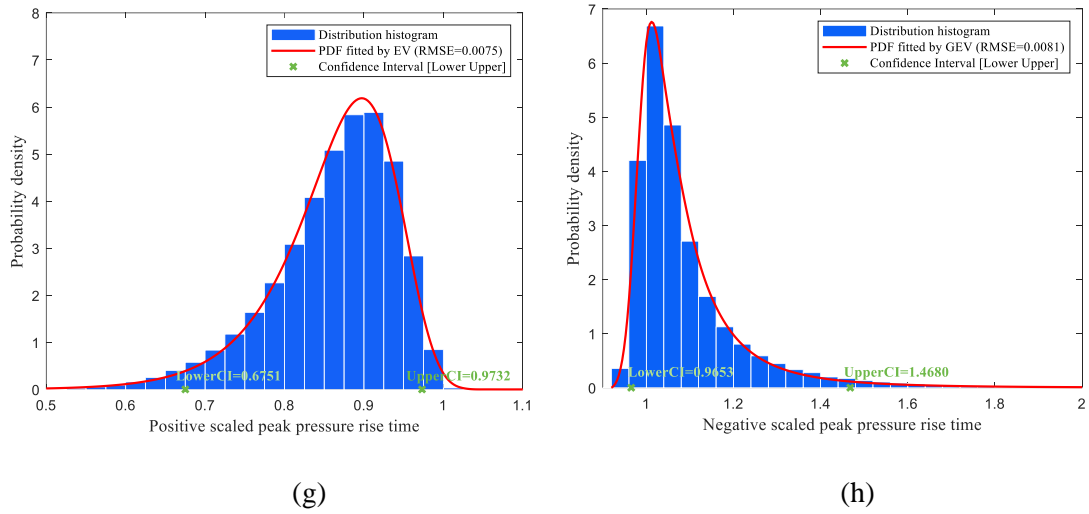 8
7
6
5
4
3
2
1
0
Probability density
Distribution histogram
PDF fitted by EV (RMSE=0.0075)
Confidence Interval [Lower Upper]
LowerCI=0.6751
UpperCI=0.9732
0.5 0.6 0.7 0.8 0.9 1 1.1
Positive scaled peak pressure rise time
(g)
7
6
5
4
3
2
1
0
Probability density
Distribution histogram
PDF fitted by GEV (RMSE=0.0081)
Confidence Interval [Lower Upper]
LowerCI=0.9653
UpperCI=1.4680
1 1.2 1.4 1.6 1.8 2
Negative scaled peak pressure rise time
(h)